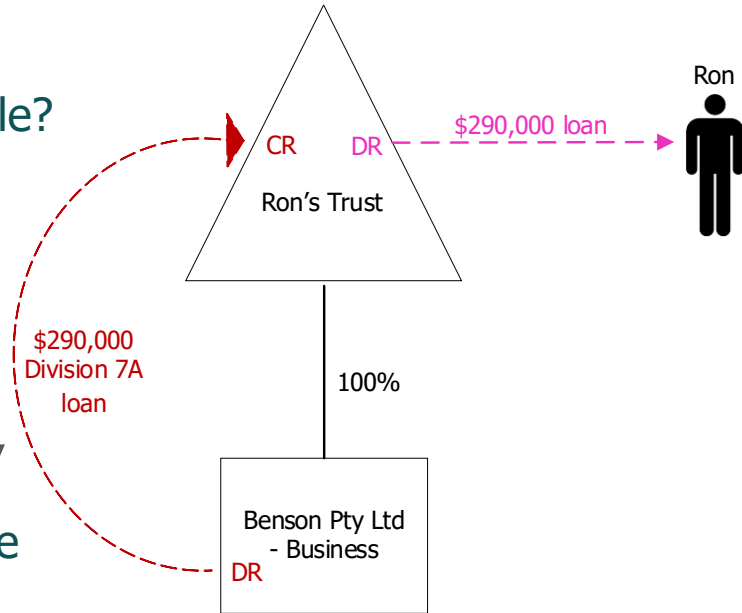 le?
Ron
$290,000 loan
CR
DR
Ron's Trust
$290,000
Division 7A
loan
100%
y
e
Benson Pty Ltd
- Business
DR